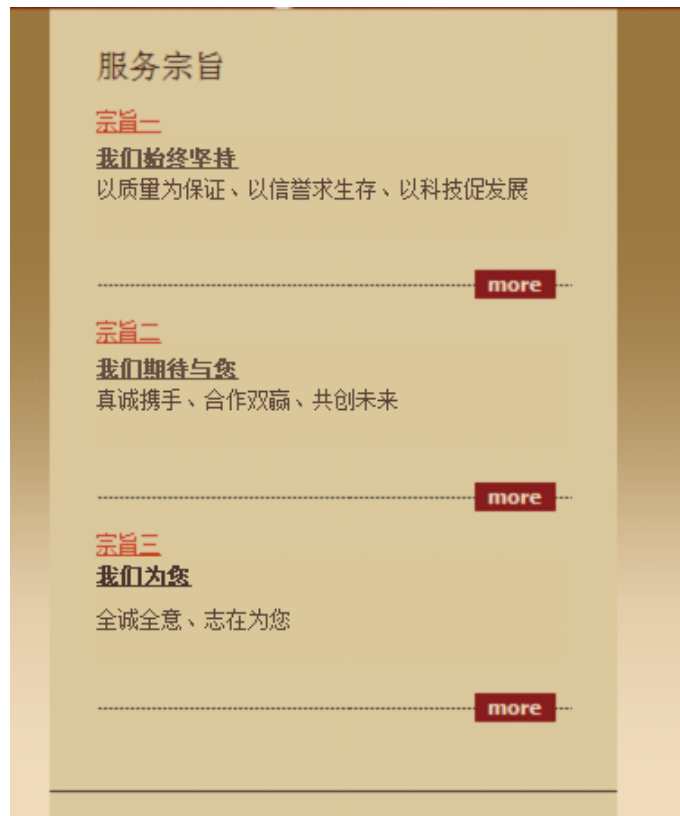 服务宗旨
宗旨一
我们始终坚持
以质量为保证、以信誉求生存、以科技促发展
more
宗旨二
我们期待与您
真诚携手、合作双赢、共创未来
more
宗旨三
我们为您
全诚全意、志在为您
more